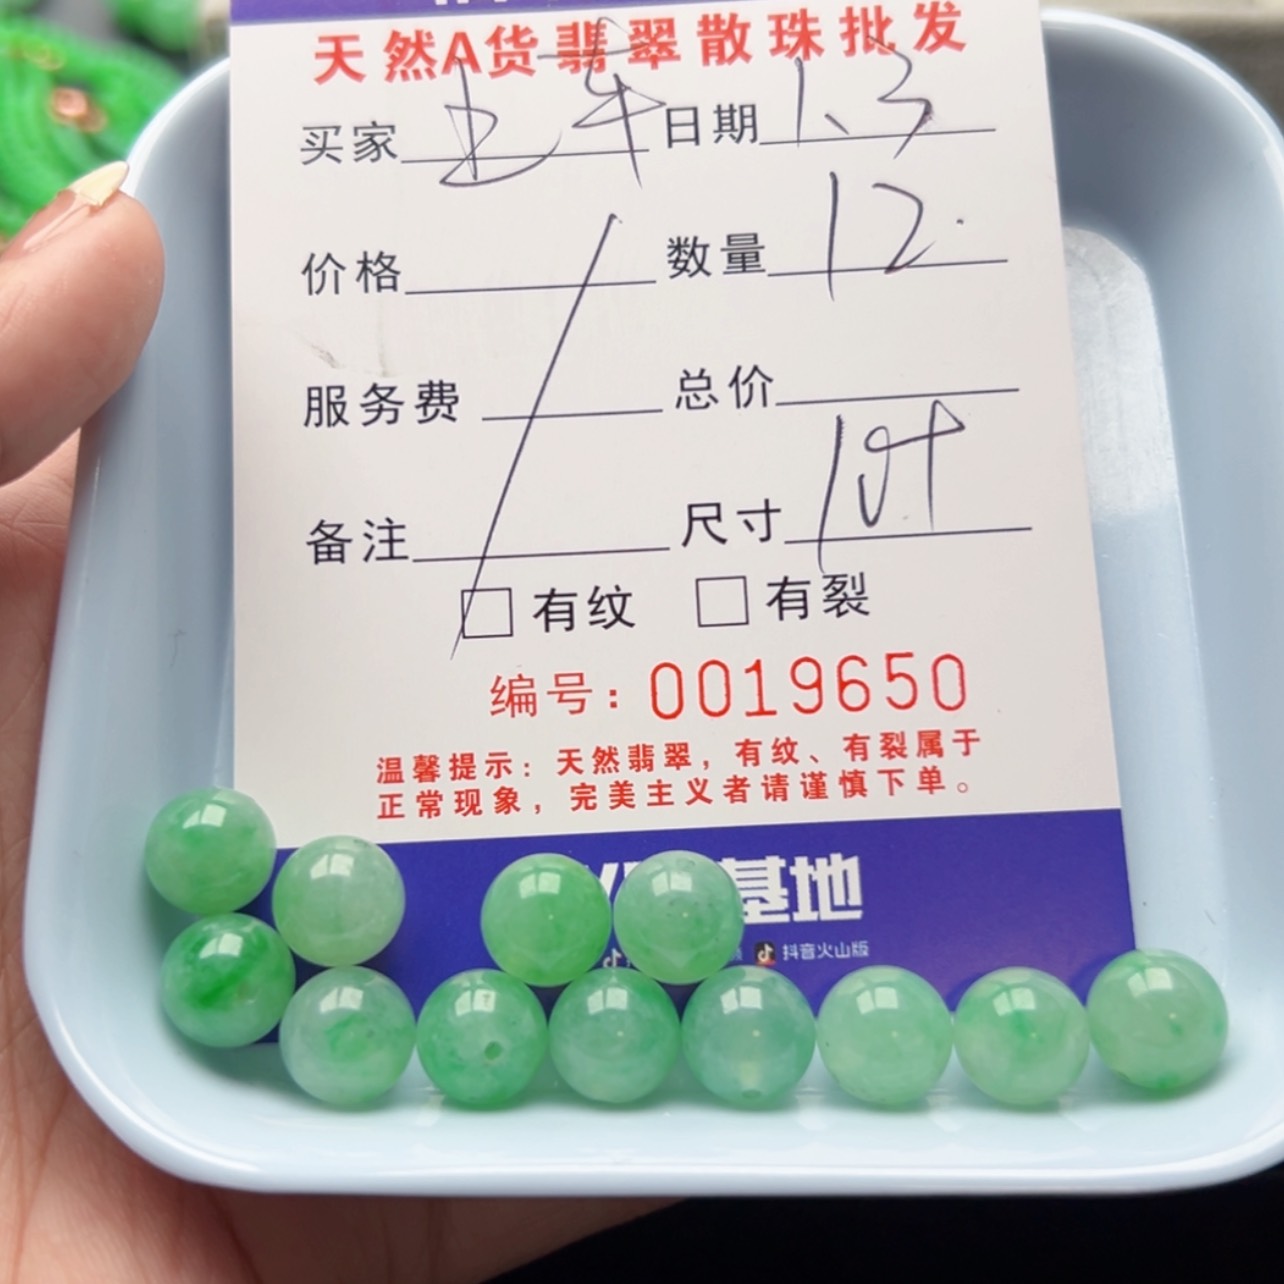 天然A货翡翠散珠批发
买家 日期 1、3
价格 数量 12.
服务费 总价
备注 尺寸 10+
有纹 有裂
编号：0019650
温馨提示：天然翡翠，有纹、有裂属于
正常现象，完美主义者请谨慎下单。
基地
抖音火山版